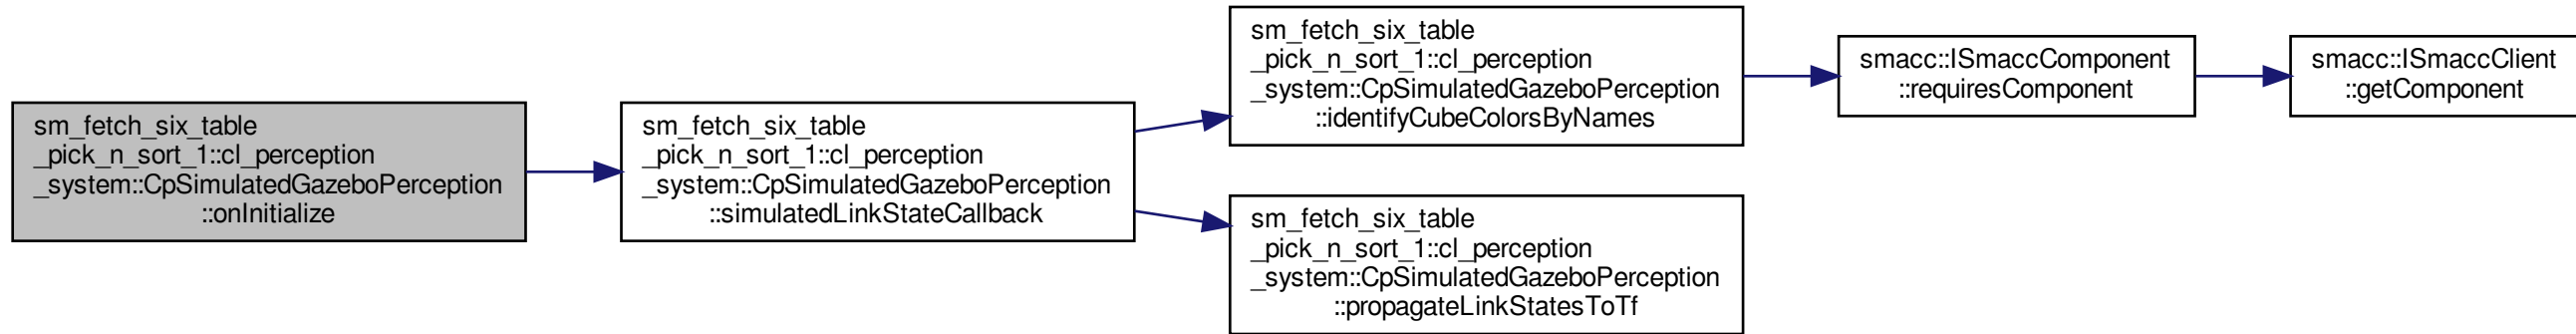 sm_fetch_six_table
_pick_n_sort_1::cl_perception
_system::CpSimulatedGazeboPerception
::onInitialize
sm_fetch_six_table
_pick_n_sort_1::cl_perception
_system::CpSimulatedGazeboPerception
::simulatedLinkStateCallback
sm_fetch_six_table
_pick_n_sort_1::cl_perception
_system::CpSimulatedGazeboPerception
::identifyCubeColorsByNames
smacc::ISmaccComponent
::requiresComponent
smacc::ISmaccClient
::getComponent
sm_fetch_six_table
_pick_n_sort_1::cl_perception
_system::CpSimulatedGazeboPerception
::propagateLinkStatesToTf